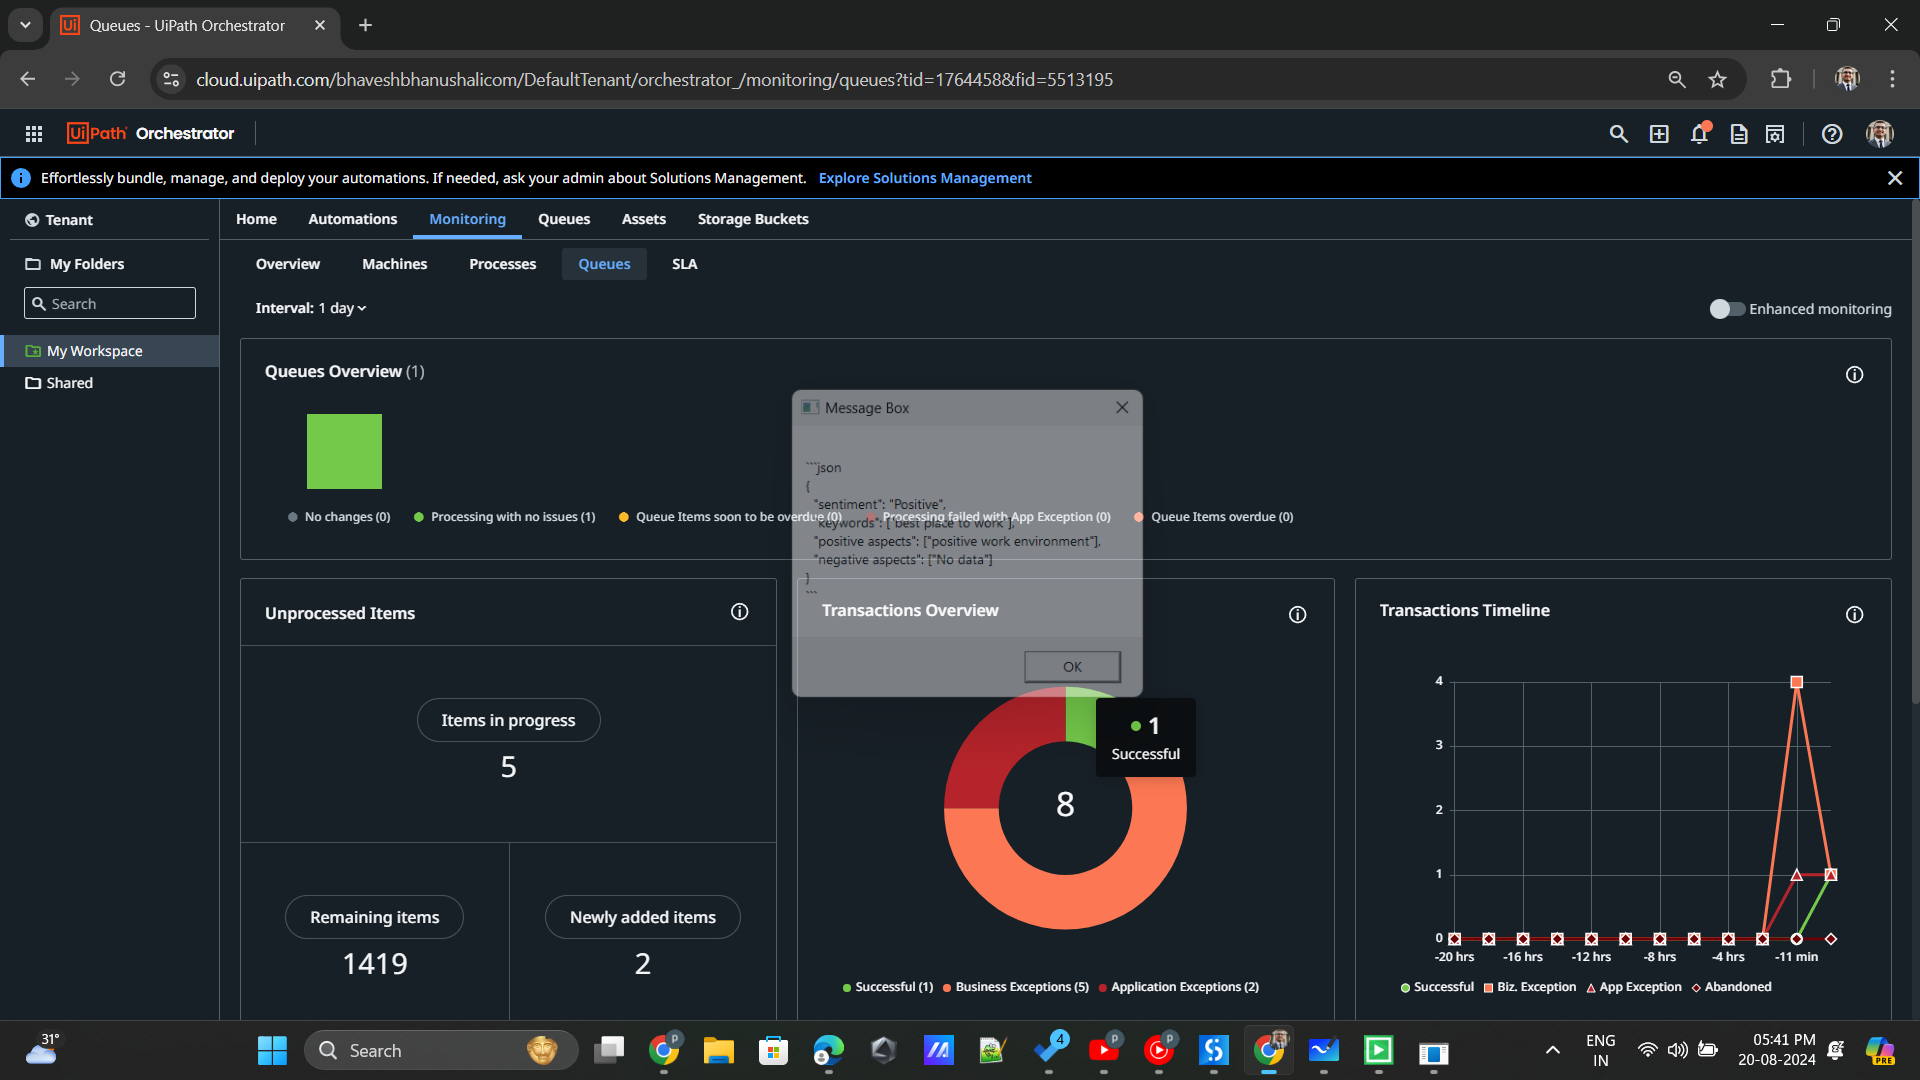 Queues - UiPath Orchestrator
cloud.uipath.com/bhaveshbhanushalicom/DefaultTenant/orchestrator_/monitoring/queues?tid=1764458&fid=5513195
UiPath Orchestrator
Effortlessly bundle, manage, and deploy your automations. If needed, ask your admin about Solutions Management. Explore Solutions Management
Tenant
Home Automations Monitoring Queues Assets Storage Buckets
My Folders
Overview Machines Processes Queues SLA
Search
Interval: 1 day
Enhanced monitoring
My Workspace
Shared
Queues Overview (1)
No changes (0) Processing with no issues (1) Queue Items soon to be overdue (0) Processing failed with App Exception (0) Queue Items overdue (0)
Message Box
```json
{
"sentiment": "Positive",
"keywords": ["best place to work"],
"positive aspects": ["positive work environment"],
"negative aspects": ["No data"]
}
```
OK
Unprocessed Items
Items in progress
5
Remaining items
1419
Newly added items
2
Transactions Overview
1
Successful
8
Successful (1) Business Exceptions (5) Application Exceptions (2)
Transactions Timeline
4
3
2
1
0
-20 hrs -16 hrs -12 hrs -8 hrs -4 hrs -11 min
Successful Biz. Exception App Exception Abandoned
31°
Search
P
4
P
P
ENG
IN
05:41 PM
20-08-2024
PRE